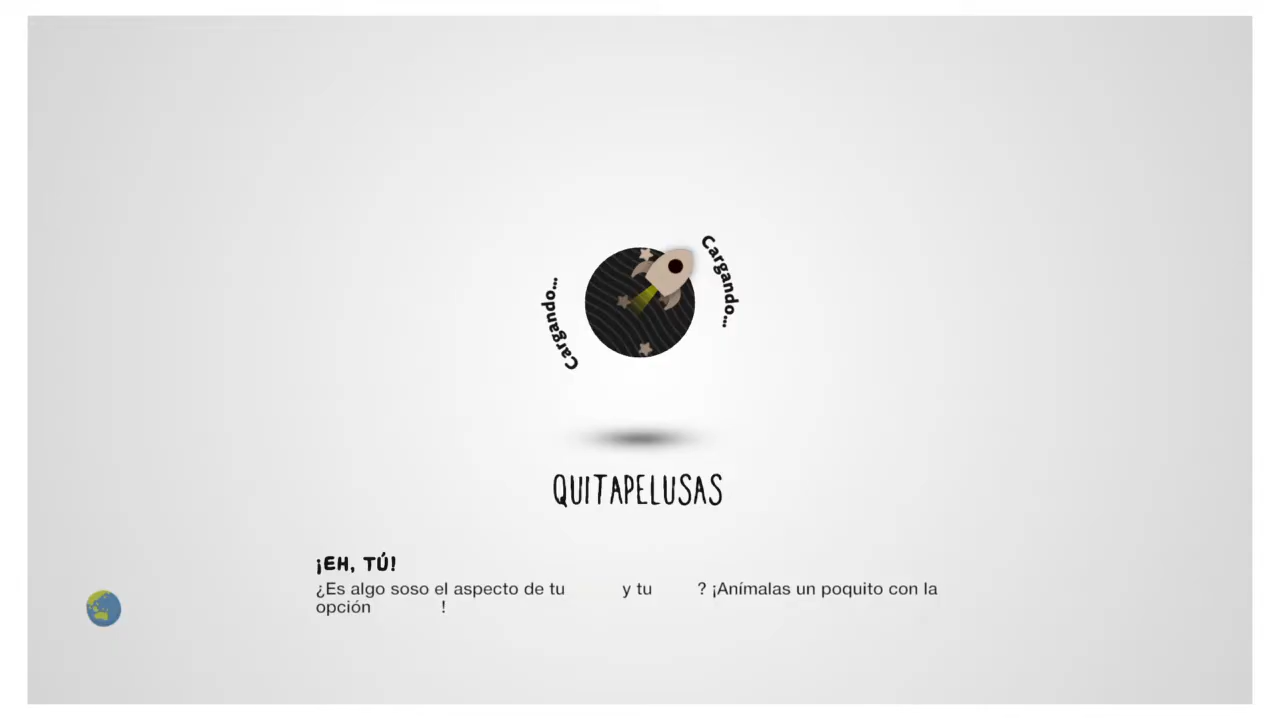 Cargando...
Cargando...
QUITAPELUSAS
¡EH, TÚ!
¿Es algo soso el aspecto de tu y tu ? ¡Anímalas un poquito con la
opción !